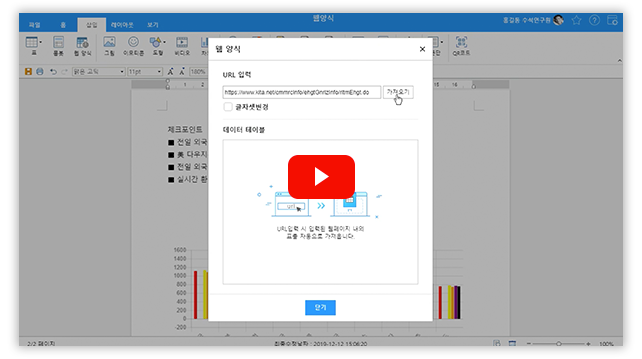 웹양식
홍길동 수석연구원
파일 홈 삽입 레이아웃 보기
표 폼블록 웹 양식 그림 이모티콘 도형 비디오 QR코드
맑은 고딕 11pt 180%
웹 양식
URL 입력
https://www.kita.net/cmmrcInfo/ehgtGnrlzInfo/rltmEhgt.do 가져오기
글자셋변경
데이터 테이블
URL
URL입력 시 입력된 웹페이지 내의
표를 자동으로 가져옵니다.
닫기
1 2 15 16
체크포인트
■ 전일 외국
■ 美 다우지
■ 전일 외국
■ 실시간 환
1600
1400
1200
1000
800
600
400
200
0
-200
2/2 페이지 최종수정날자 : 2019-12-12 15:06:20 100%